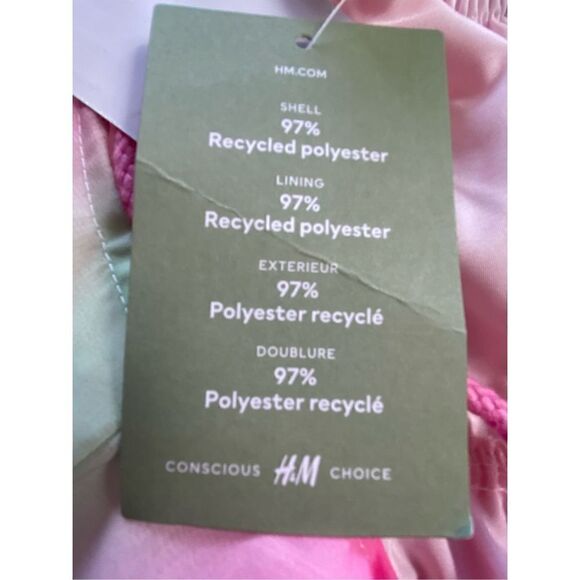 HM.COM
SHELL
97%
Recycled polyester
LINING
97%
Recycled polyester
EXTERIEUR
97%
Polyester recyclé
DOUBLURE
97%
Polyester recyclé
CONSCIOUS H&M CHOICE